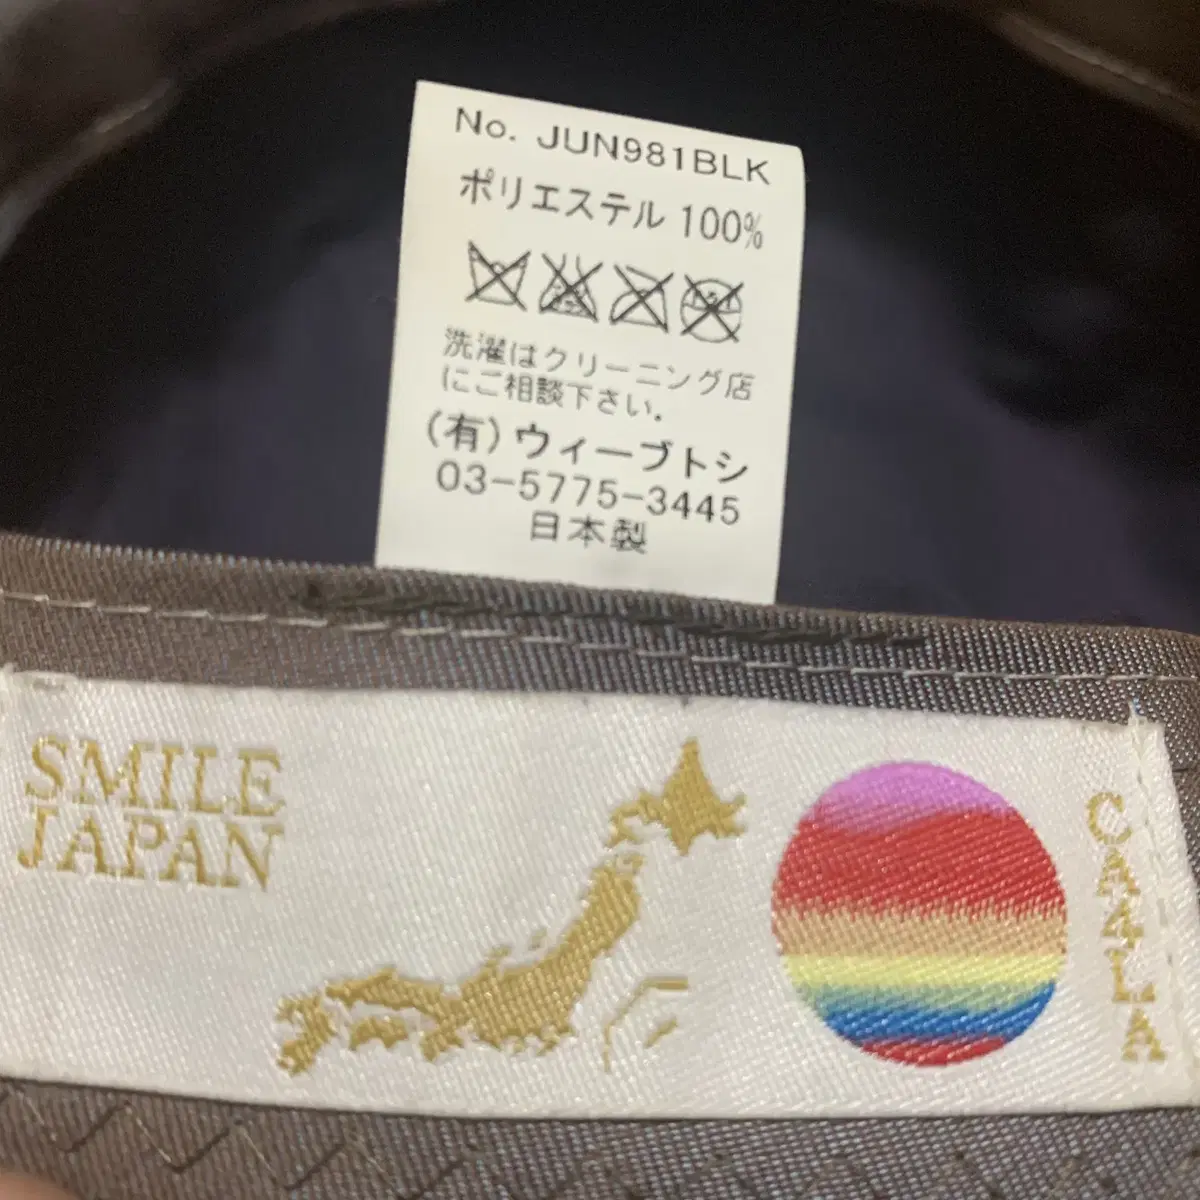 No. JUN981BLK
ポリエステル 100%
洗濯はクリーニング店
にご相談下さい.
(有)ウィーブトシ
03-5775-3445
日本製
SMILE
JAPAN
CA4LA